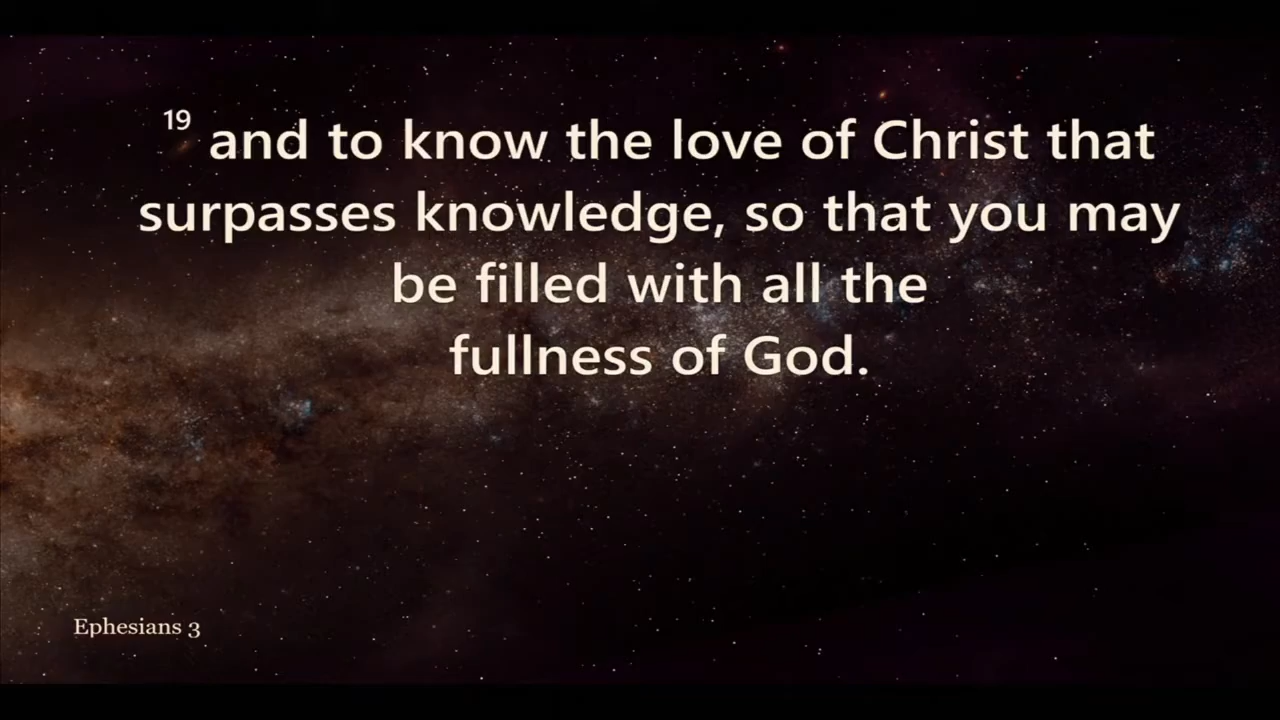 19 and to know the love of Christ that
surpasses knowledge, so that you may
be filled with all the
fullness of God.
Ephesians 3